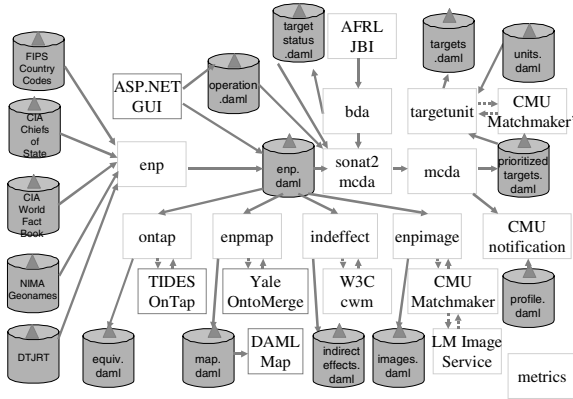 FIPS
Country
Codes
CIA
Chiefs
of
State
CIA
World
Fact
Book
NIMA
Geonames
DTJRT
ASP.NET
GUI
operation
.daml
target
status
.daml
AFRL
JBI
targets
.daml
units.
daml
bda
targetunit
CMU
Matchmaker
enp
enp.
daml
sonat2
mcda
mcda
prioritized
targets.
daml
ontap
enpmap
indeffect
enpimage
CMU
notification
TIDES
OnTap
Yale
OntoMerge
W3C
cwm
CMU
Matchmaker
profile.
daml
equiv.
daml
map.
daml
DAML
Map
indirect
effects.
daml
images.
daml
LM Image
Service
metrics